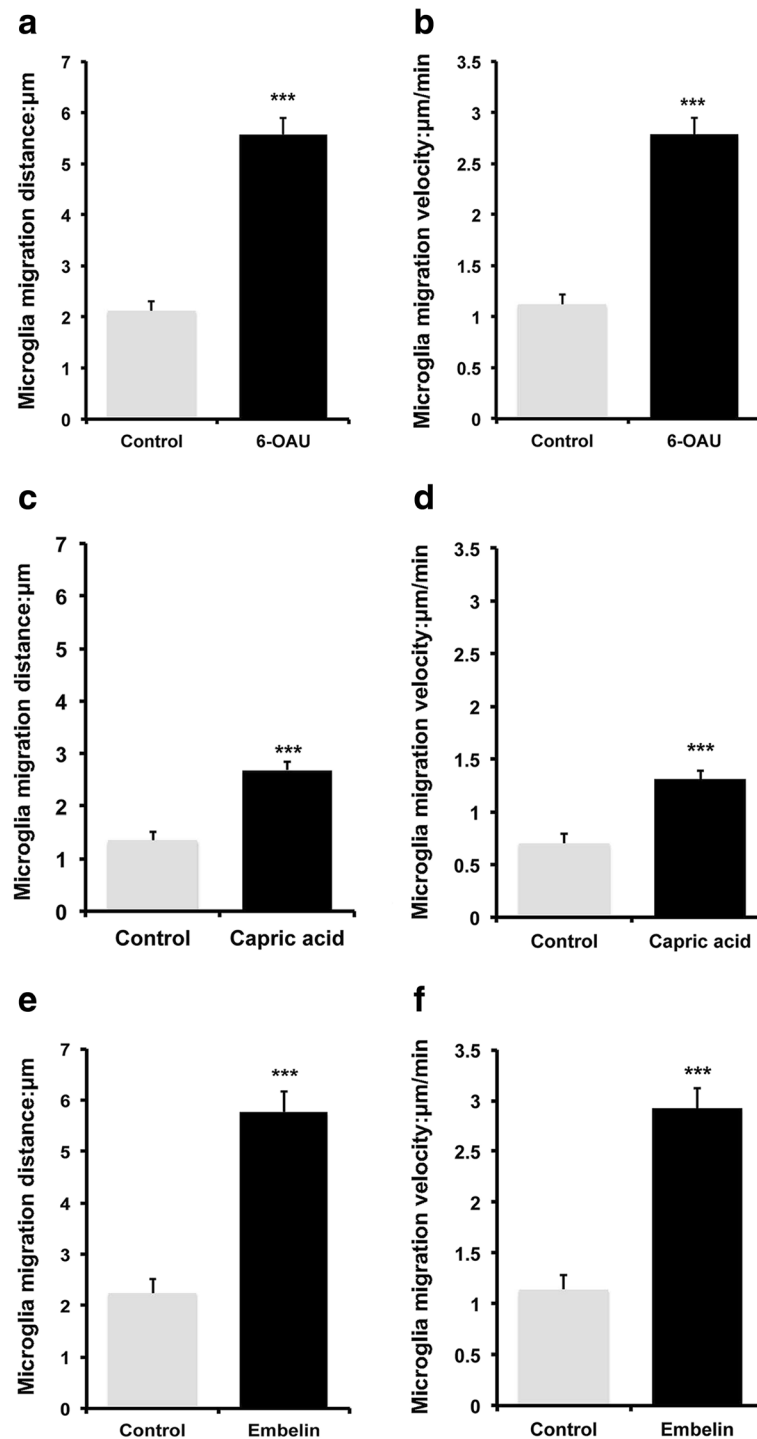 a
Microglia migration distance:µm
7
6
5
4
3
2
1
0
***
Control
6-OAU
b
Microglia migration velocity:µm/min
3.5
3
2.5
2
1.5
1
0.5
0
***
Control
6-OAU
c
Microglia migration distance:µm
7
6
5
4
3
2
1
0
***
Control
Capric acid
d
Microglia migration velocity:µm/min
3.5
3
2.5
2
1.5
1
0.5
0
***
Control
Capric acid
e
Microglia migration distance:µm
7
6
5
4
3
2
1
0
***
Control
Embelin
f
Microglia migration velocity:µm/min
3.5
3
2.5
2
1.5
1
0.5
0
***
Control
Embelin